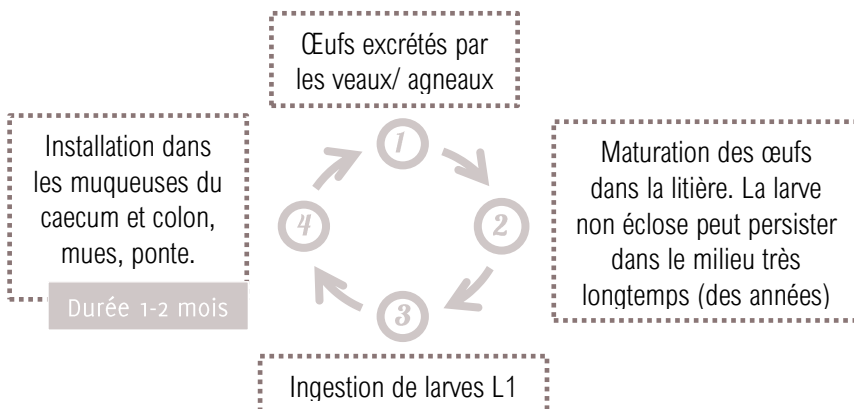 Œufs excrétés par
les veaux/ agneaux
1
Installation dans
les muqueuses du
caecum et colon,
mues, ponte.
Durée 1-2 mois
4
2
Maturation des œufs
dans la litière. La larve
non éclose peut persister
dans le milieu très
longtemps (des années)
3
Ingestion de larves L1